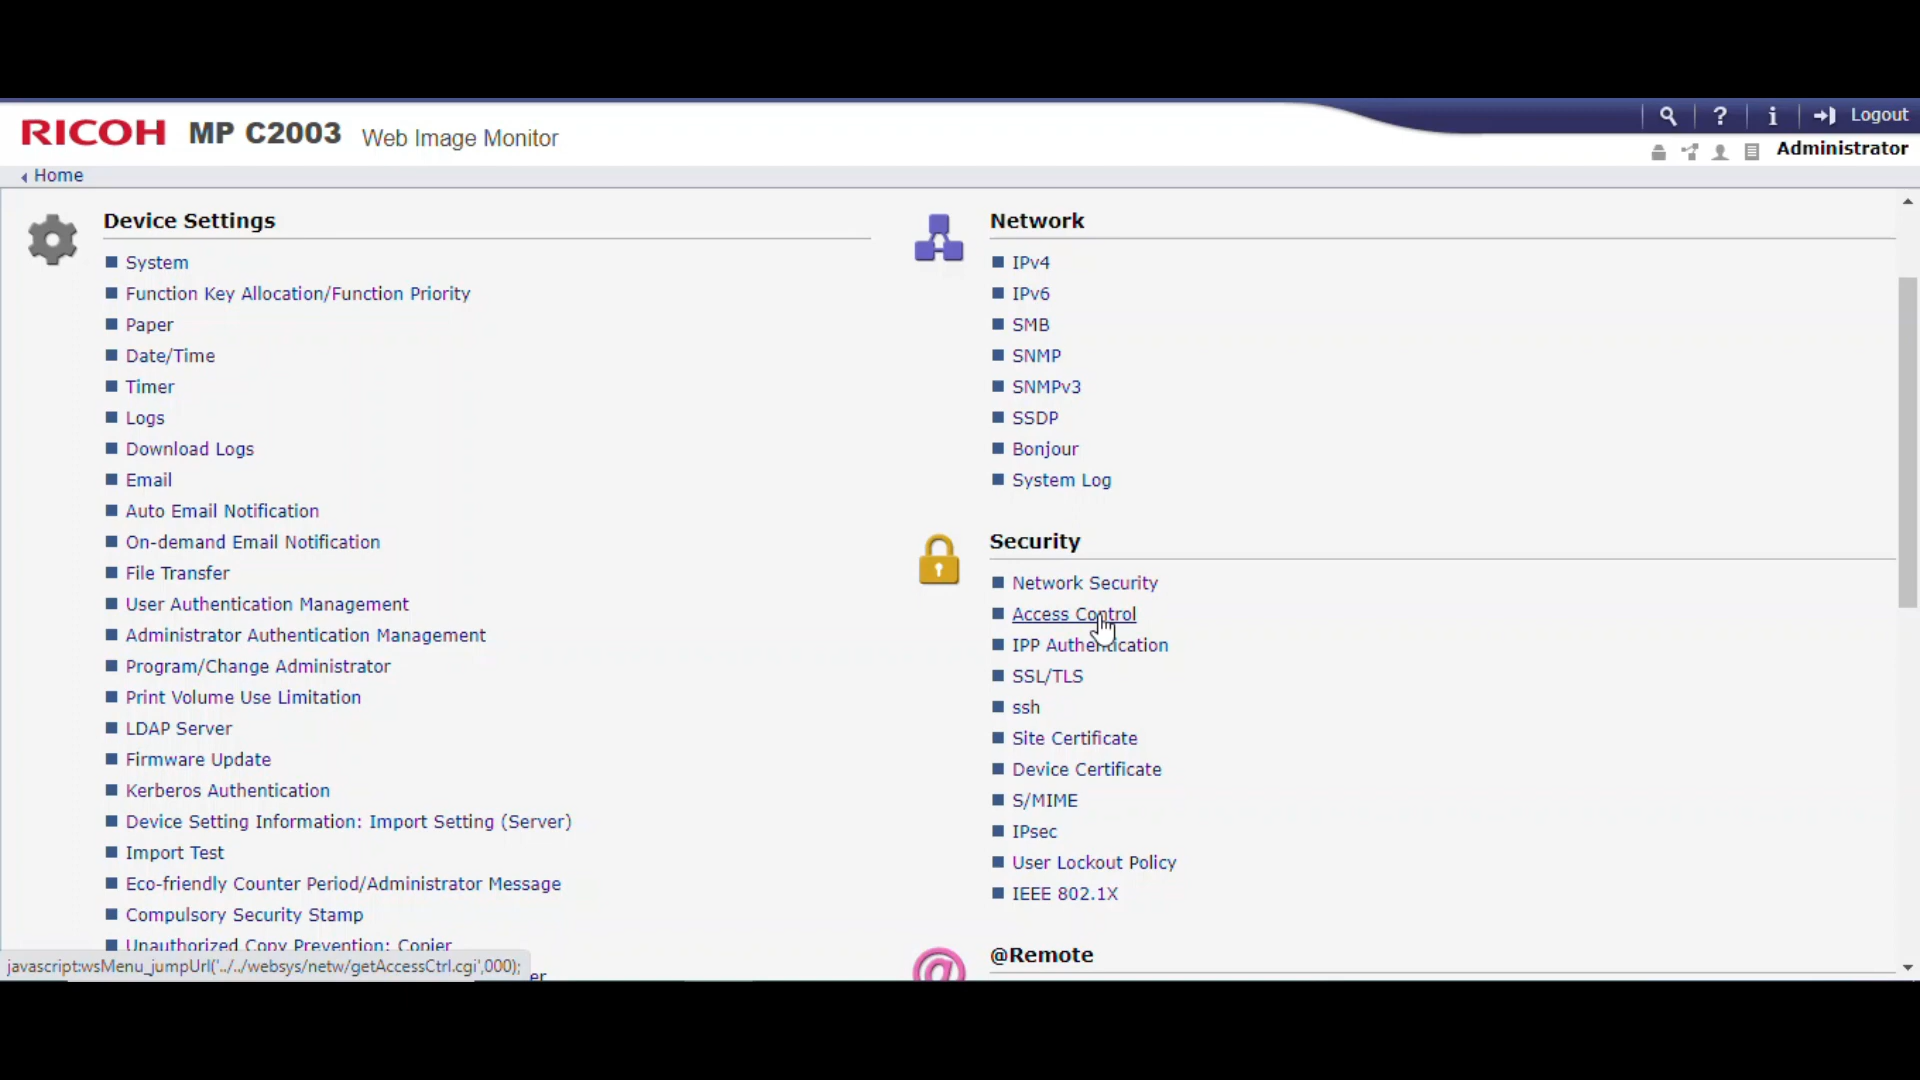 RICOH MP C2003 Web Image Monitor
? i Logout
Administrator
Home
Device Settings
System
Function Key Allocation/Function Priority
Paper
Date/Time
Timer
Logs
Download Logs
Email
Auto Email Notification
On-demand Email Notification
File Transfer
User Authentication Management
Administrator Authentication Management
Program/Change Administrator
Print Volume Use Limitation
LDAP Server
Firmware Update
Kerberos Authentication
Device Setting Information: Import Setting (Server)
Import Test
Eco-friendly Counter Period/Administrator Message
Compulsory Security Stamp
Unauthorized Copy Prevention: Copier
er
javascript:wsMenu_jumpUrl('../../websys/netw/getAccessCtrl.cgi',000);
Network
IPv4
IPv6
SMB
SNMP
SNMPv3
SSDP
Bonjour
System Log
Security
Network Security
Access Control
IPP Authentication
SSL/TLS
ssh
Site Certificate
Device Certificate
S/MIME
IPsec
User Lockout Policy
IEEE 802.1X
@
@Remote